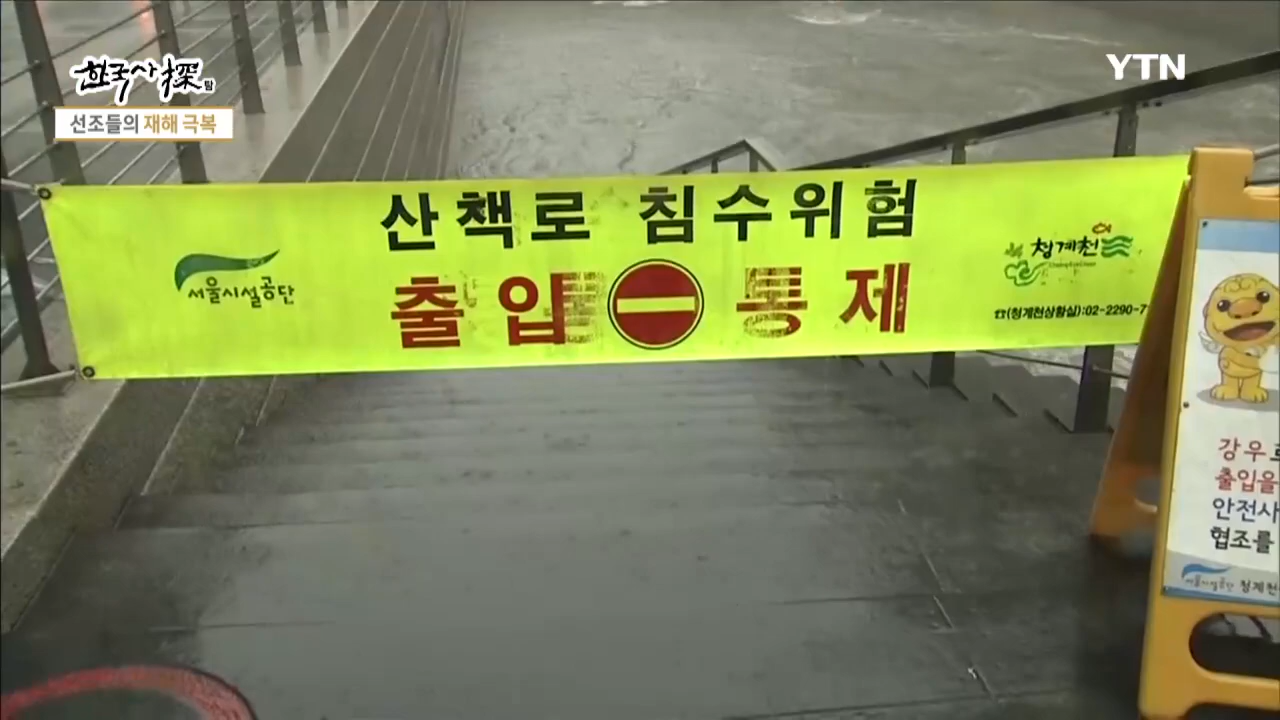 한국사探탐
선조들의 재해 극복
YTN
산책로 침수위험
출입 통제
서울시설공단
청계천
☎(청계천상황실):02-2290-7
강우로
출입을
안전사
협조를
서울시설공단 청계천